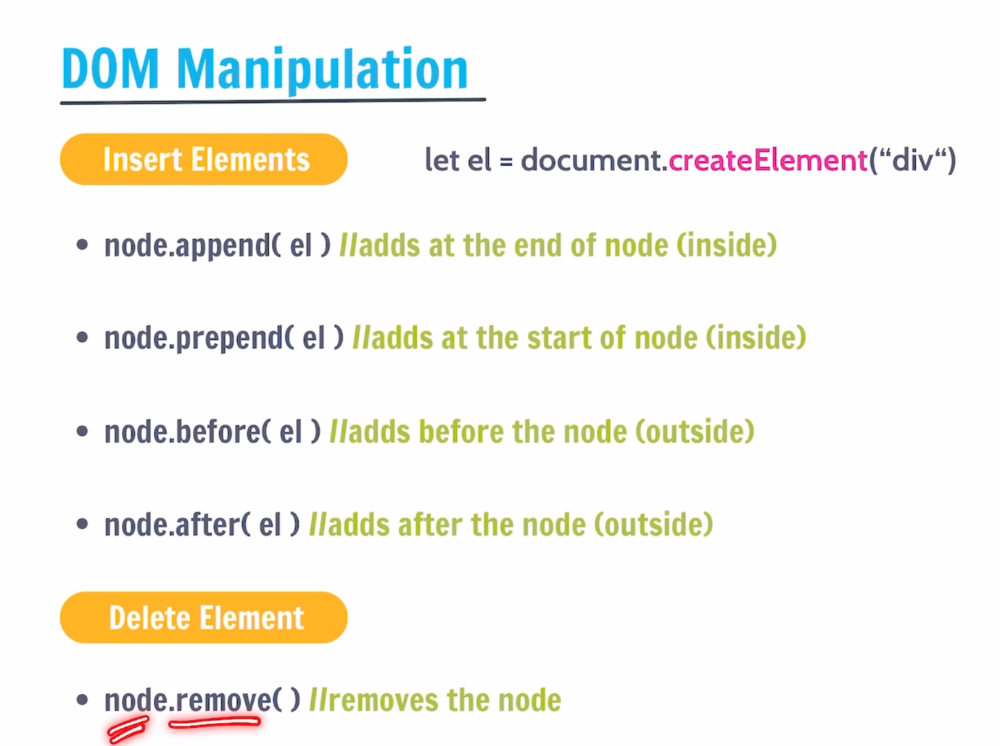 DOM Manipulation
Insert Elements
let el = document.createElement(“div“)
• node.append( el ) //adds at the end of node (inside)
• node.prepend( el ) //adds at the start of node (inside)
• node.before( el ) //adds before the node (outside)
• node.after( el ) //adds after the node (outside)
Delete Element
• node.remove( ) //removes the node